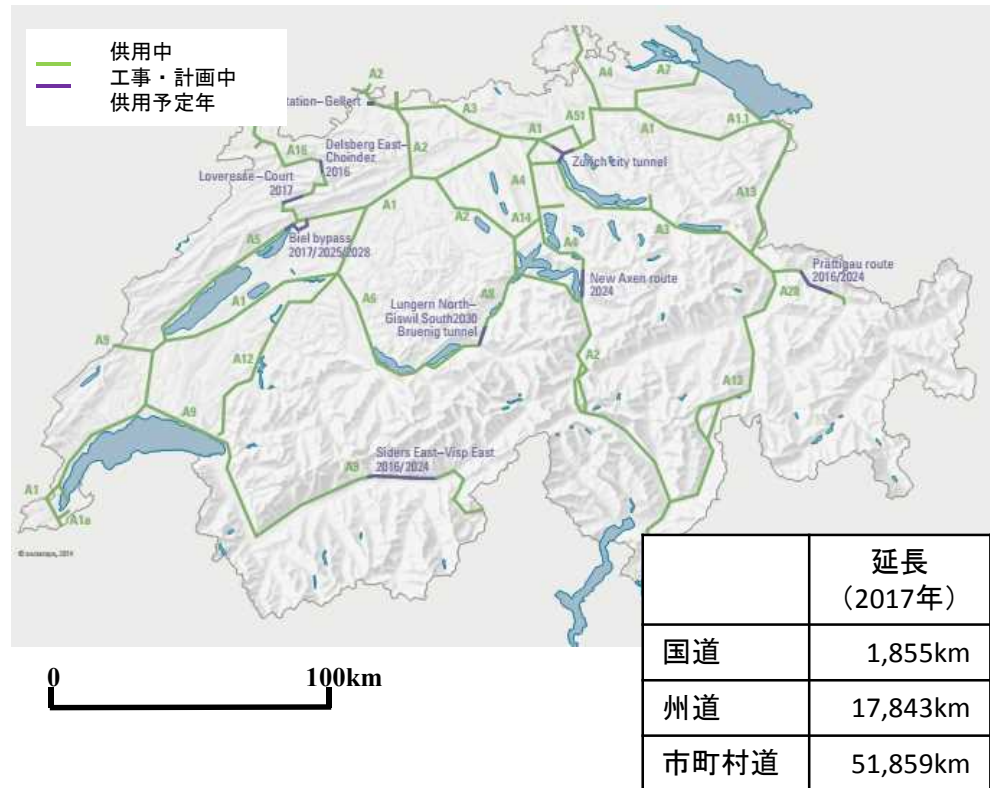 供用中
工事・計画中
供用予定年
A2
tation–Gellert
A3
A4
A7
A51
A1
A1
A1.1
A16
Delsberg East–
Choindez
2016
A2
Zurich city tunnel
Loveresse–Court
2017
A1
A4
A13
A2
A14
A3
A5
Biel bypass
2017/2025/2028
A4
A1
A6
Lungern North–
Giswil South2030
Bruenig tunnel
A8
New Axen route
2024
Prättigau route
2016/2024
A28
A9
A12
A2
A13
A9
A9
Siders East–Visp East
2016/2024
A1
A1a
© swisstopo, 2014
0 100km
延長
（2017年）
国道 1,855km
州道 17,843km
市町村道 51,859km